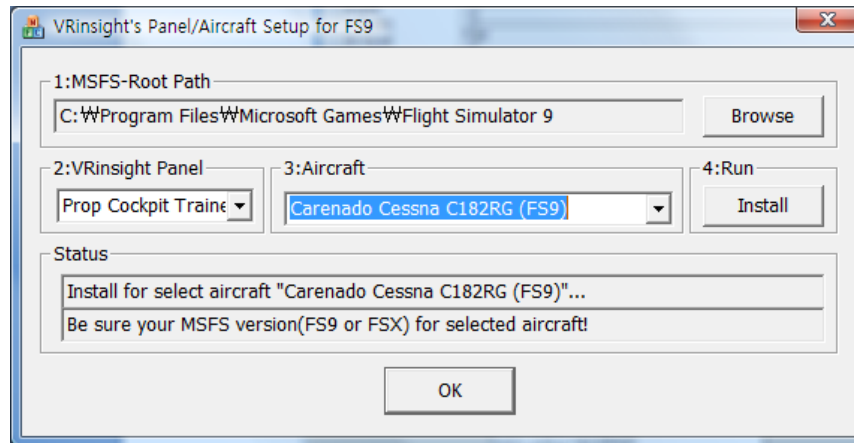 VRinsight's Panel/Aircraft Setup for FS9
1:MSFS-Root Path
C:₩Program Files₩Microsoft Games₩Flight Simulator 9
Browse
2:VRinsight Panel
3:Aircraft
4:Run
Prop Cockpit Traine
Carenado Cessna C182RG (FS9)
Install
Status
Install for select aircraft "Carenado Cessna C182RG (FS9)"...
Be sure your MSFS version(FS9 or FSX) for selected aircraft!
OK